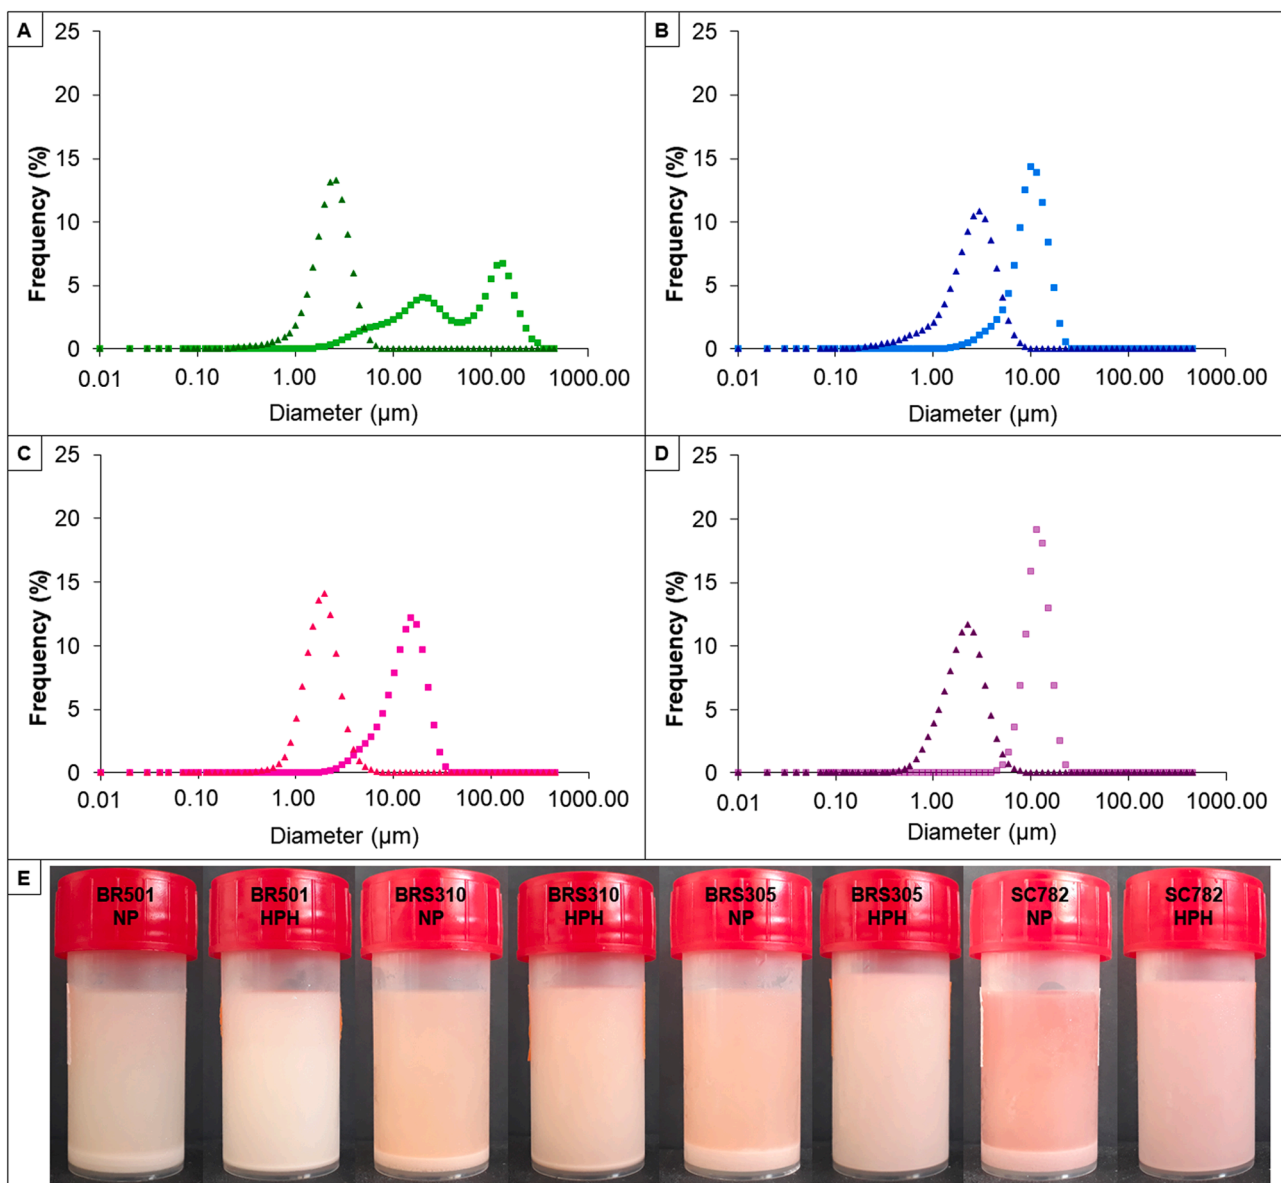 A
25
20
15
10
5
0
Frequency (%)
0.01 0.10 1.00 10.00 100.00 1000.00
Diameter (µm)
B
25
20
15
10
5
0
Frequency (%)
0.01 0.10 1.00 10.00 100.00 1000.00
Diameter (µm)
C
25
20
15
10
5
0
Frequency (%)
0.01 0.10 1.00 10.00 100.00 1000.00
Diameter (µm)
D
25
20
15
10
5
0
Frequency (%)
0.01 0.10 1.00 10.00 100.00 1000.00
Diameter (µm)
E
BR501
NP
BR501
HPH
BRS310
NP
BRS310
HPH
BRS305
NP
BRS305
HPH
SC782
NP
SC782
HPH